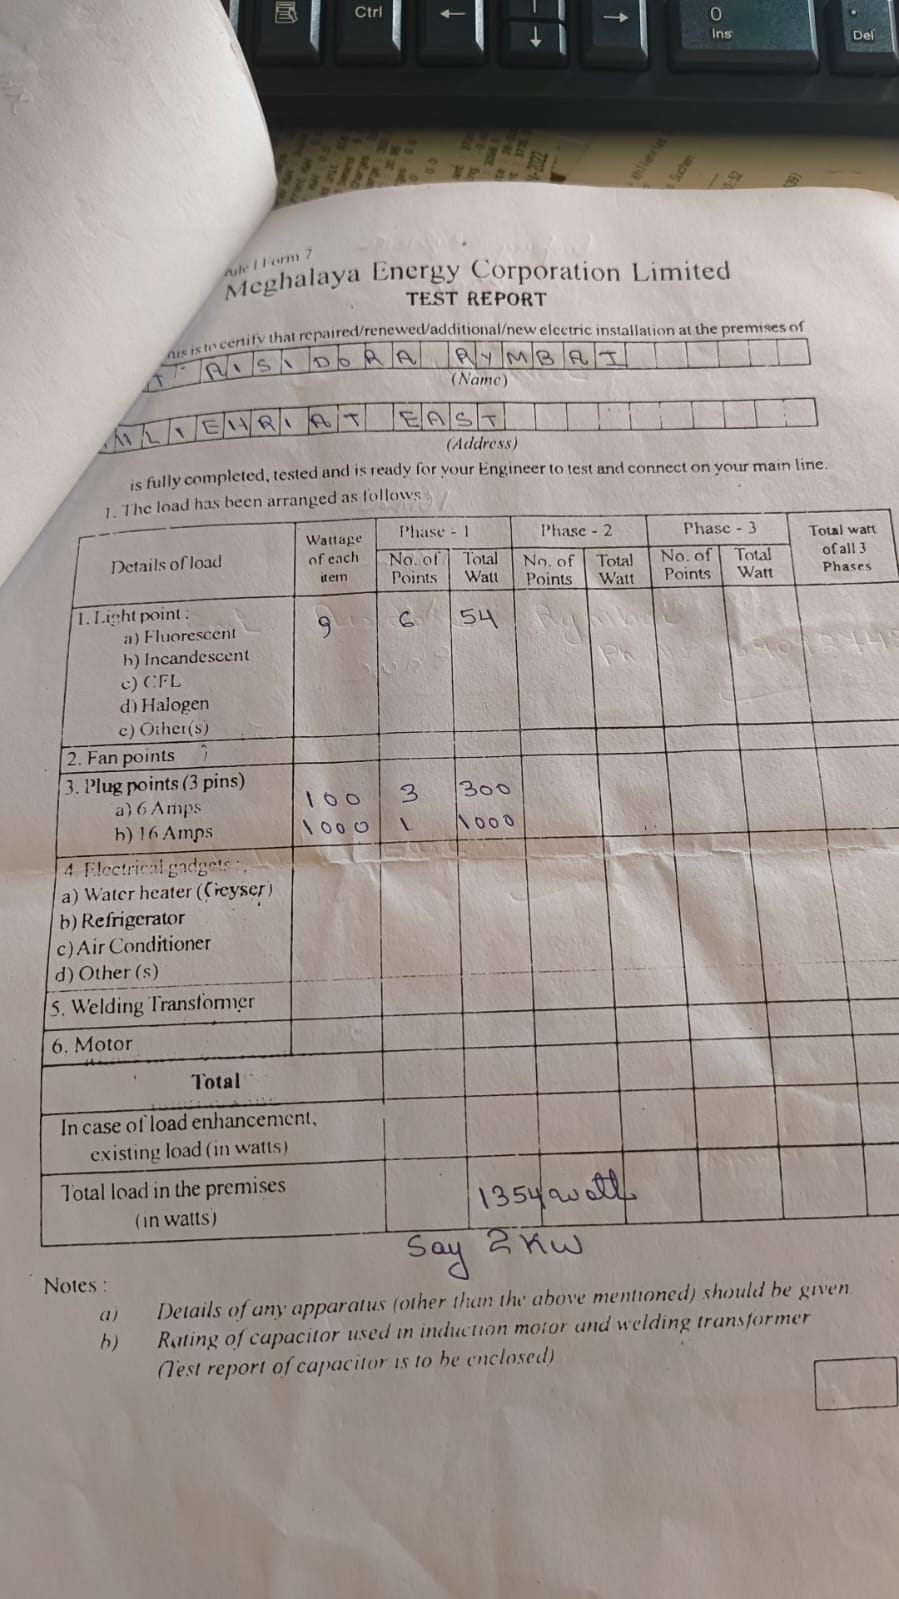 Ctrl
←
↓
→
0
Ins
.
Del
2022
Form 7
Meghalaya Energy Corporation Limited
TEST REPORT
is to certify that repaired/renewed/additional/new electric installation at the premises of
RISIDORA RYMBAI
(Name)
LIEHRIAT EAST
(Address)
is fully completed, tested and is ready for your Engineer to test and connect on your main line.
1. The load has been arranged as follows
Details of load Wattage of each item Phase - 1 Phase - 2 Phase - 3 Total watt of all 3 Phases
No. of Points Total Watt No. of Points Total Watt No. of Points Total Watt
1. Light point :
a) Fluorescent 9 6 54
b) Incandescent
c) CFL
d) Halogen
e) Other(s)
2. Fan points
3. Plug points (3 pins)
a) 6 Amps 100 3 300
b) 16 Amps 1000 1 1000
4. Electrical gadgets :
a) Water heater (Geyser)
b) Refrigerator
c) Air Conditioner
d) Other (s)
5. Welding Transformer
6. Motor
Total
In case of load enhancement,
existing load (in watts)
Total load in the premises 1354 watt
(in watts)
Say 2 KW
Notes :
a) Details of any apparatus (other than the above mentioned) should be given
b) Rating of capacitor used in induction motor and welding transformer
(Test report of capacitor is to be enclosed)